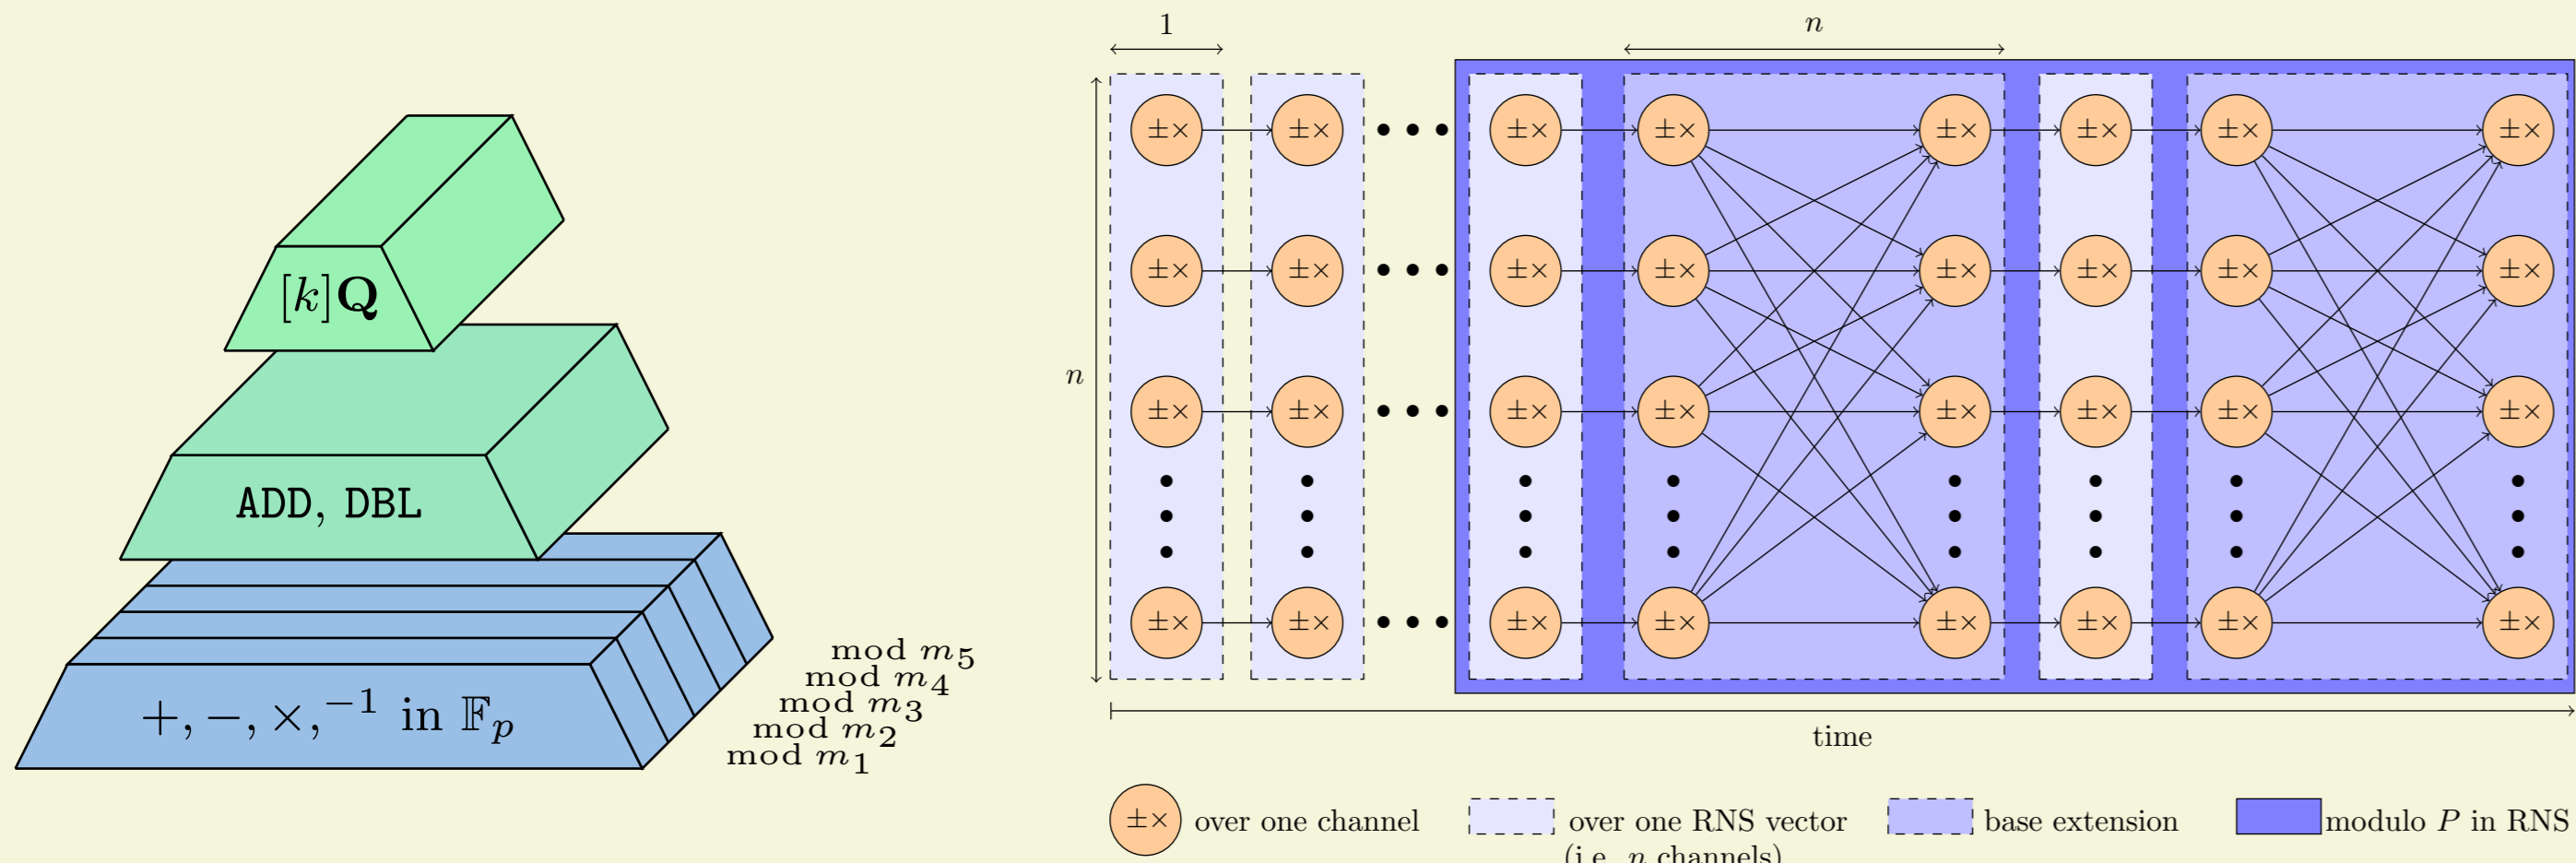 [k]Q
ADD, DBL
+, −, ×,⁻¹ in 𝔽ₚ
mod m₅
mod m₄
mod m₃
mod m₂
mod m₁
1
n
n
±× ±× ±× ±× ±× ±× ±× ±×
±× ±× ±× ±× ±× ±× ±× ±×
±× ±× ±× ±× ±× ±× ±× ±×
±× ±× ±× ±× ±× ±× ±× ±×
time
±× over one channel
over one RNS vector
(i.e. n channels)
base extension
modulo P in RNS